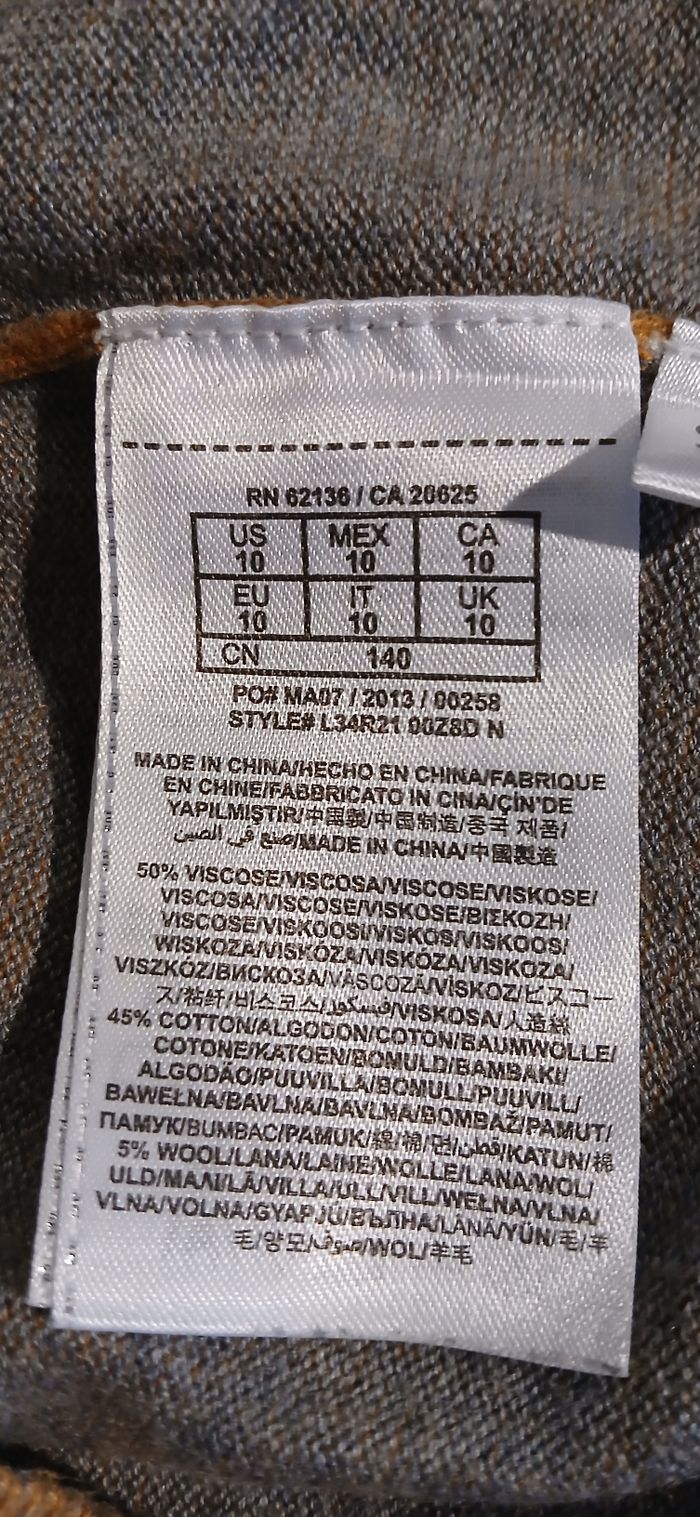 RN 62136 / CA 20625
US MEX CA
10 10 10
EU IT UK
10 10 10
CN 140
PO# MA07 / 2013 / 00258
STYLE# L34R21 00Z8D N
MADE IN CHINA/HECHO EN CHINA/FABRIQUE
EN CHINE/FABBRICATO IN CINA/ÇİN'DE
YAPILMIŞTIR/中国製/中国制造/중국 제품/
صنع في الصين/MADE IN CHINA/中國製造
50% VISCOSE/VISCOSA/VISCOSE/VISKOSE/
VISCOSA/VISCOSE/VISKOSE/ΒΙΣΚΟΖΗ/
VISCOSE/VISKOOSI/VISKOS/VISKOOS/
WISKOZA/VISKÓZA/VISKÓZA/VISKOZA/
VISZKÓZ/ВИСКОЗА/VÂSCOZĂ/VİSKOZ/ビスコー
ス/粘纤/비스코스/فيسكوز/VISKOSA/人造絲
45% COTTON/ALGODON/COTON/BAUMWOLLE/
COTONE/KATOEN/BOMULD/BAMBAKI/
ALGODÃO/PUUVILLA/BOMULL/PUUVILL/
BAWEŁNA/BAVLNA/BAVLNA/BOMBAŽ/PAMUT/
ПАМУК/BUMBAC/PAMUK/綿/棉/면/قطن/KATUN/棉
5% WOOL/LANA/LAINE/WOLLE/LANA/WOL/
ULD/ΜΑΛΙ/LÃ/VILLA/ULL/VILL/WEŁNA/VLNA/
VLNA/VOLNA/GYAPJÚ/ВЪЛНА/LÂNĂ/YÜN/毛/羊
毛/양모/صوف/WOL/羊毛